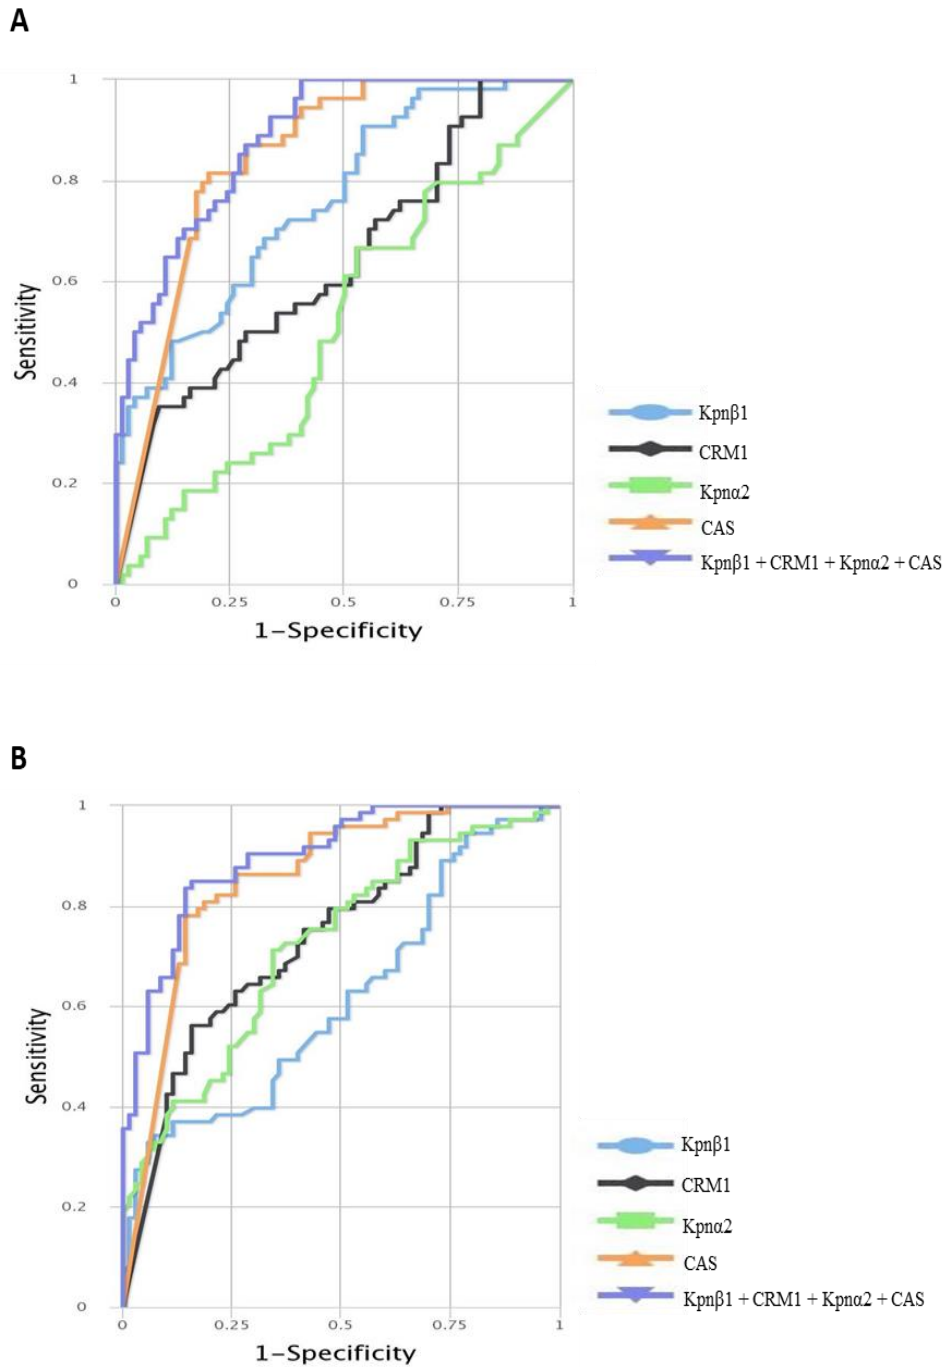 A
1
0.8
0.6
0.4
0.2
0
Sensitivity
0 0.25 0.5 0.75 1
1-Specificity
Kpnβ1
CRM1
Kpnα2
CAS
Kpnβ1 + CRM1 + Kpnα2 + CAS
B
1
0.8
0.6
0.4
0.2
0
Sensitivity
0 0.25 0.5 0.75 1
1-Specificity
Kpnβ1
CRM1
Kpnα2
CAS
Kpnβ1 + CRM1 + Kpnα2 + CAS